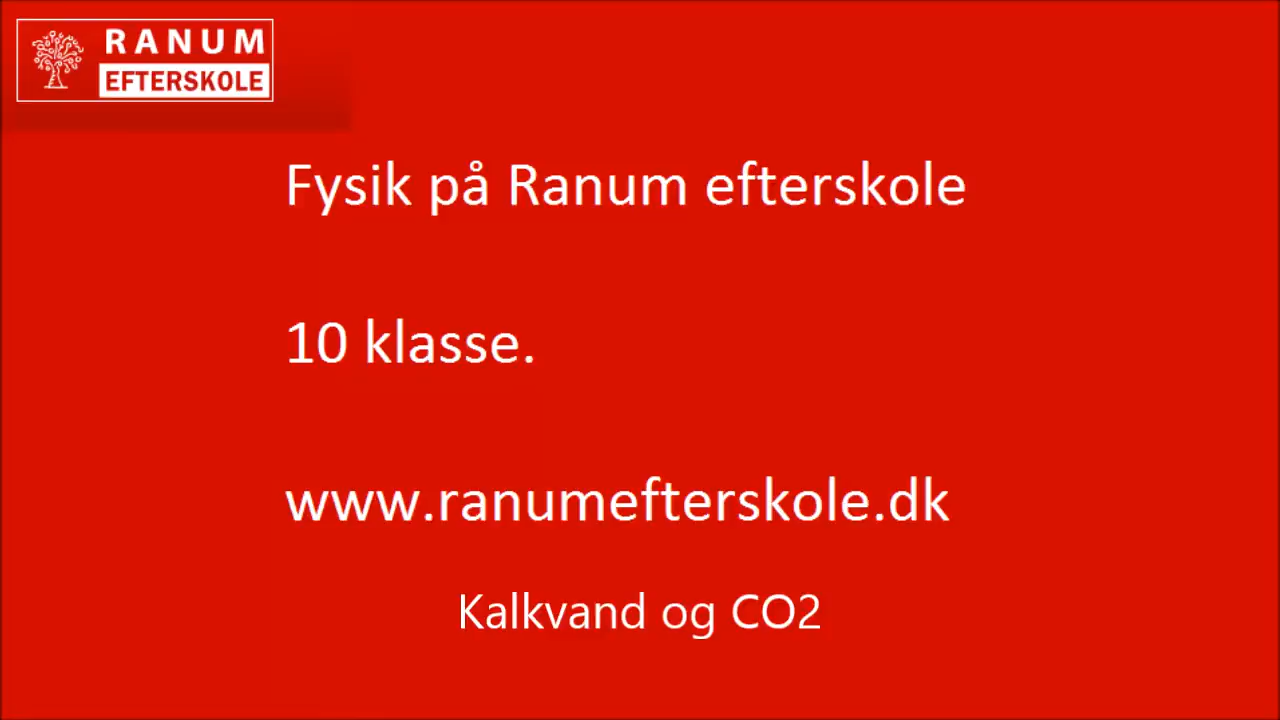 RANUM
EFTERSKOLE
Fysik på Ranum efterskole
10 klasse.
www.ranumefterskole.dk
Kalkvand og CO2